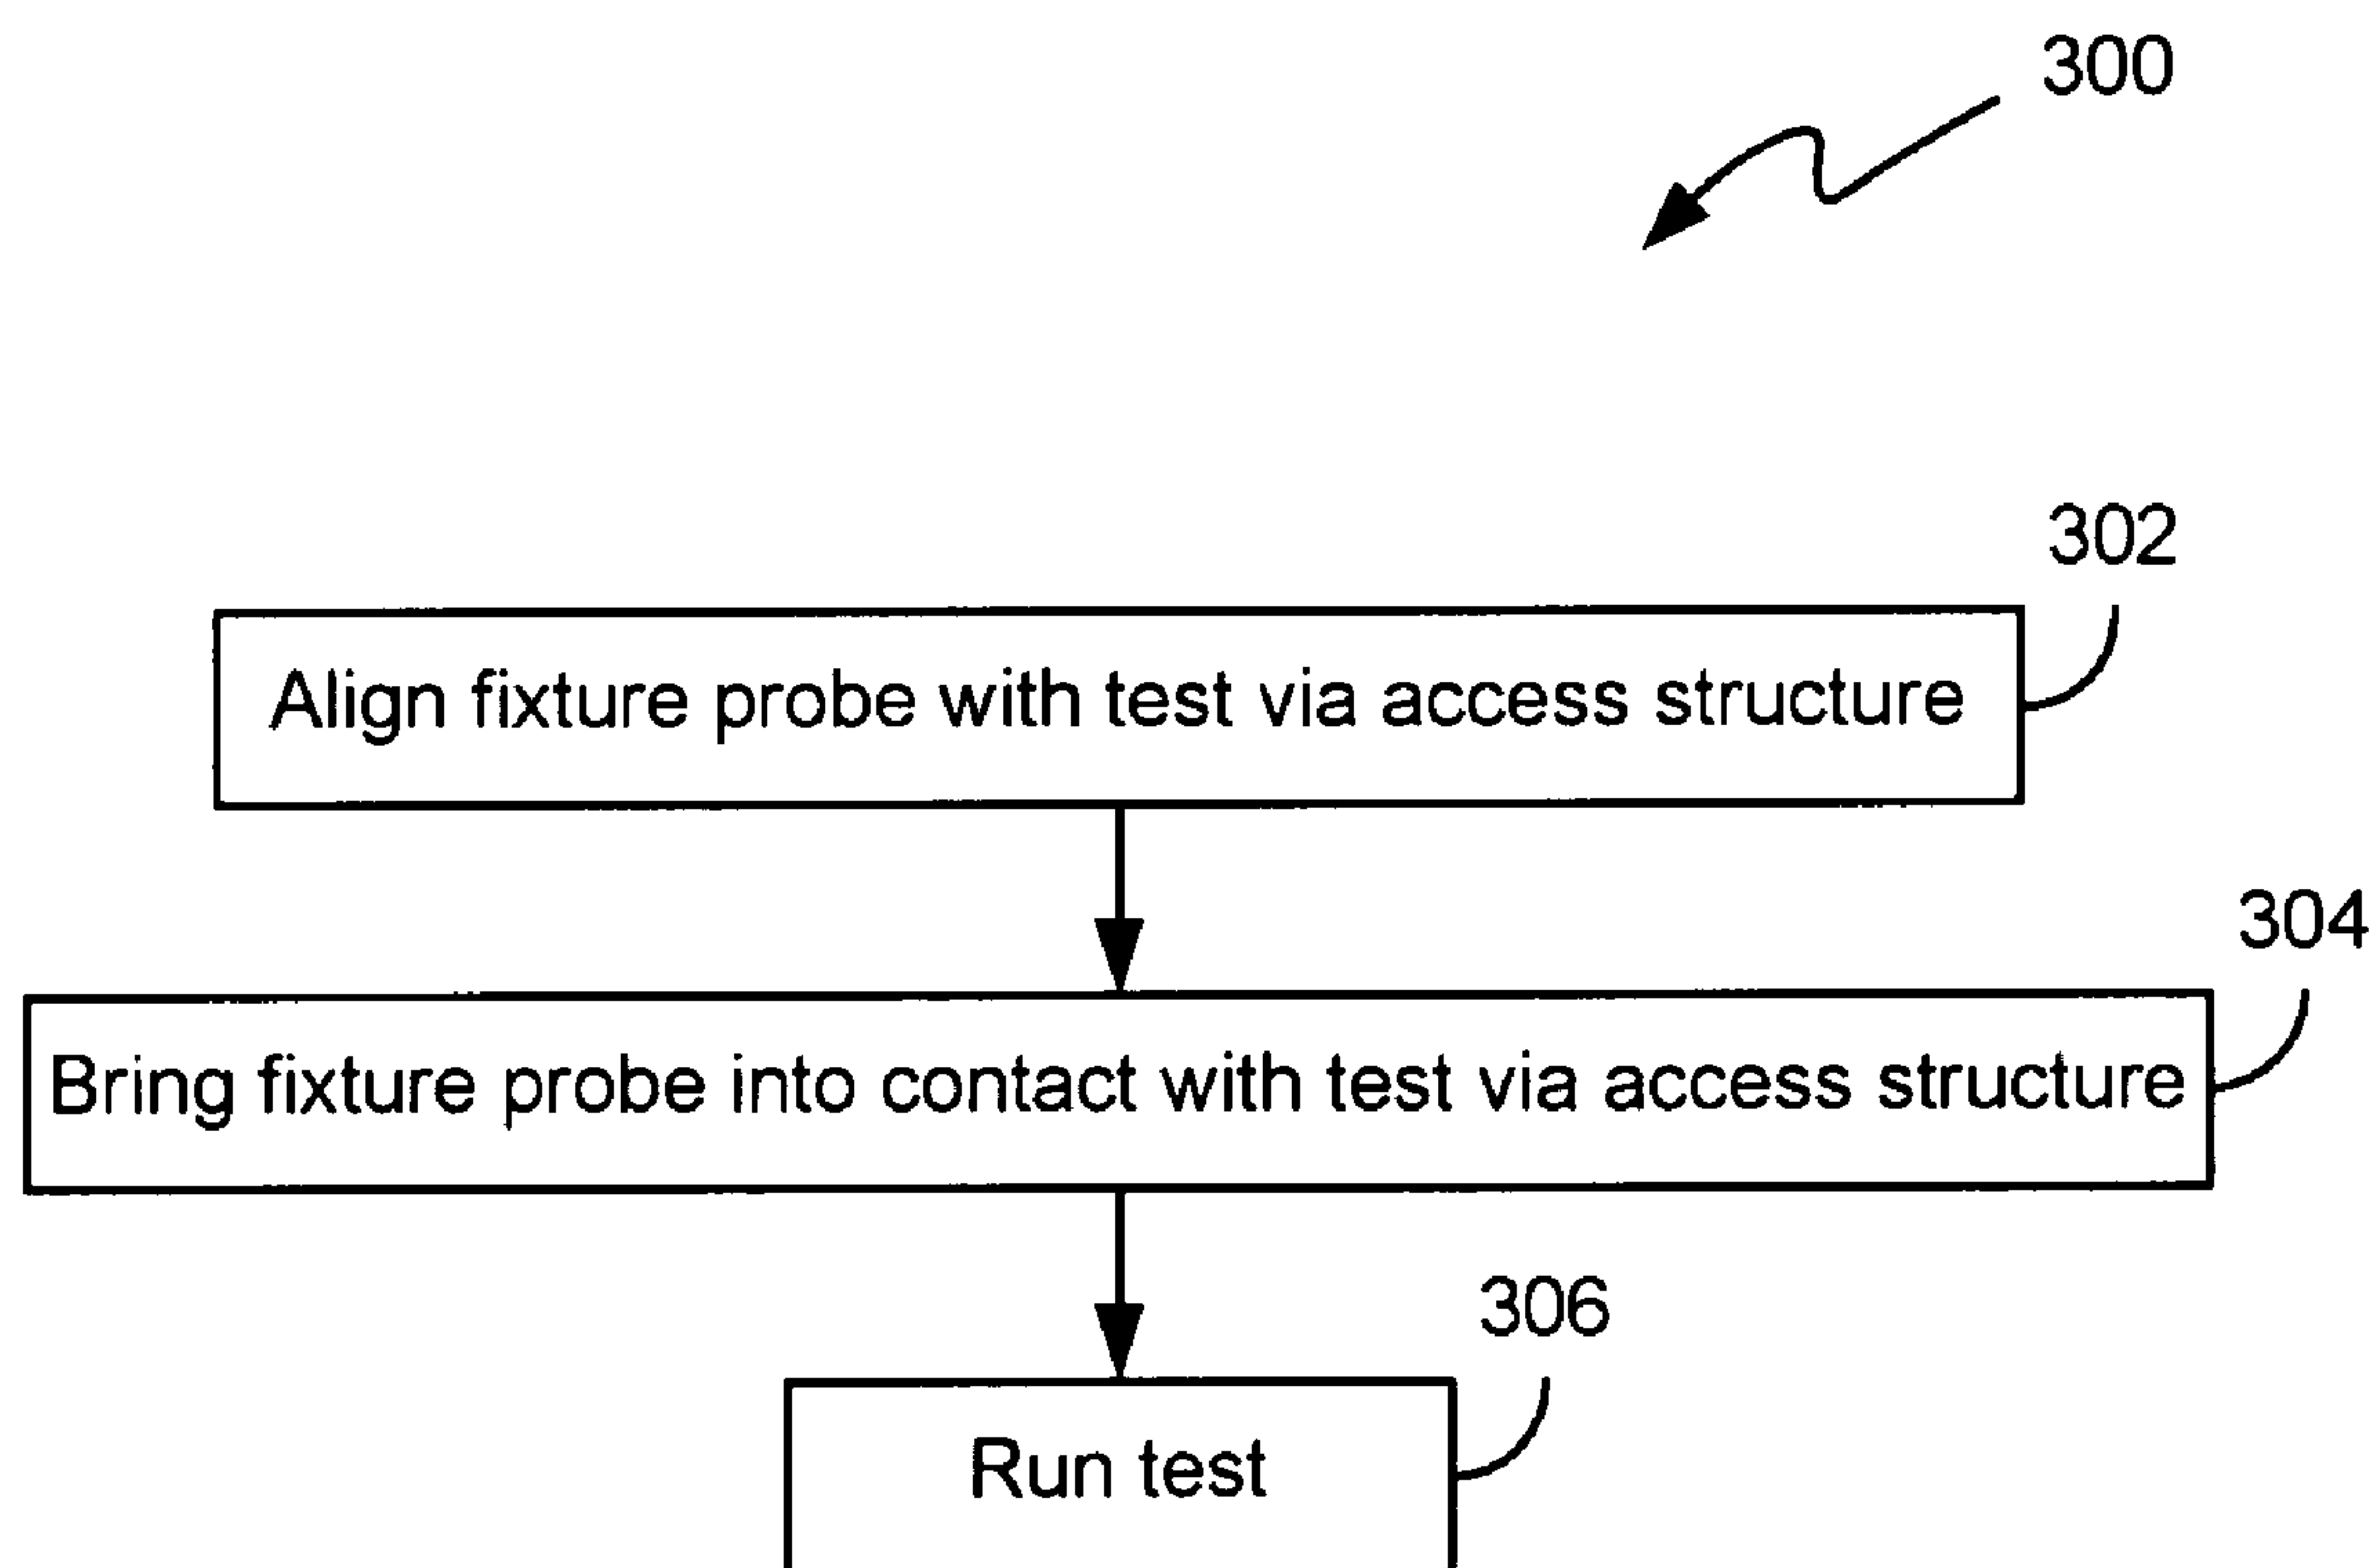 300
302
Align fixture probe with test via access structure
304
Bring fixture probe into contact with test via access structure
306
Run test